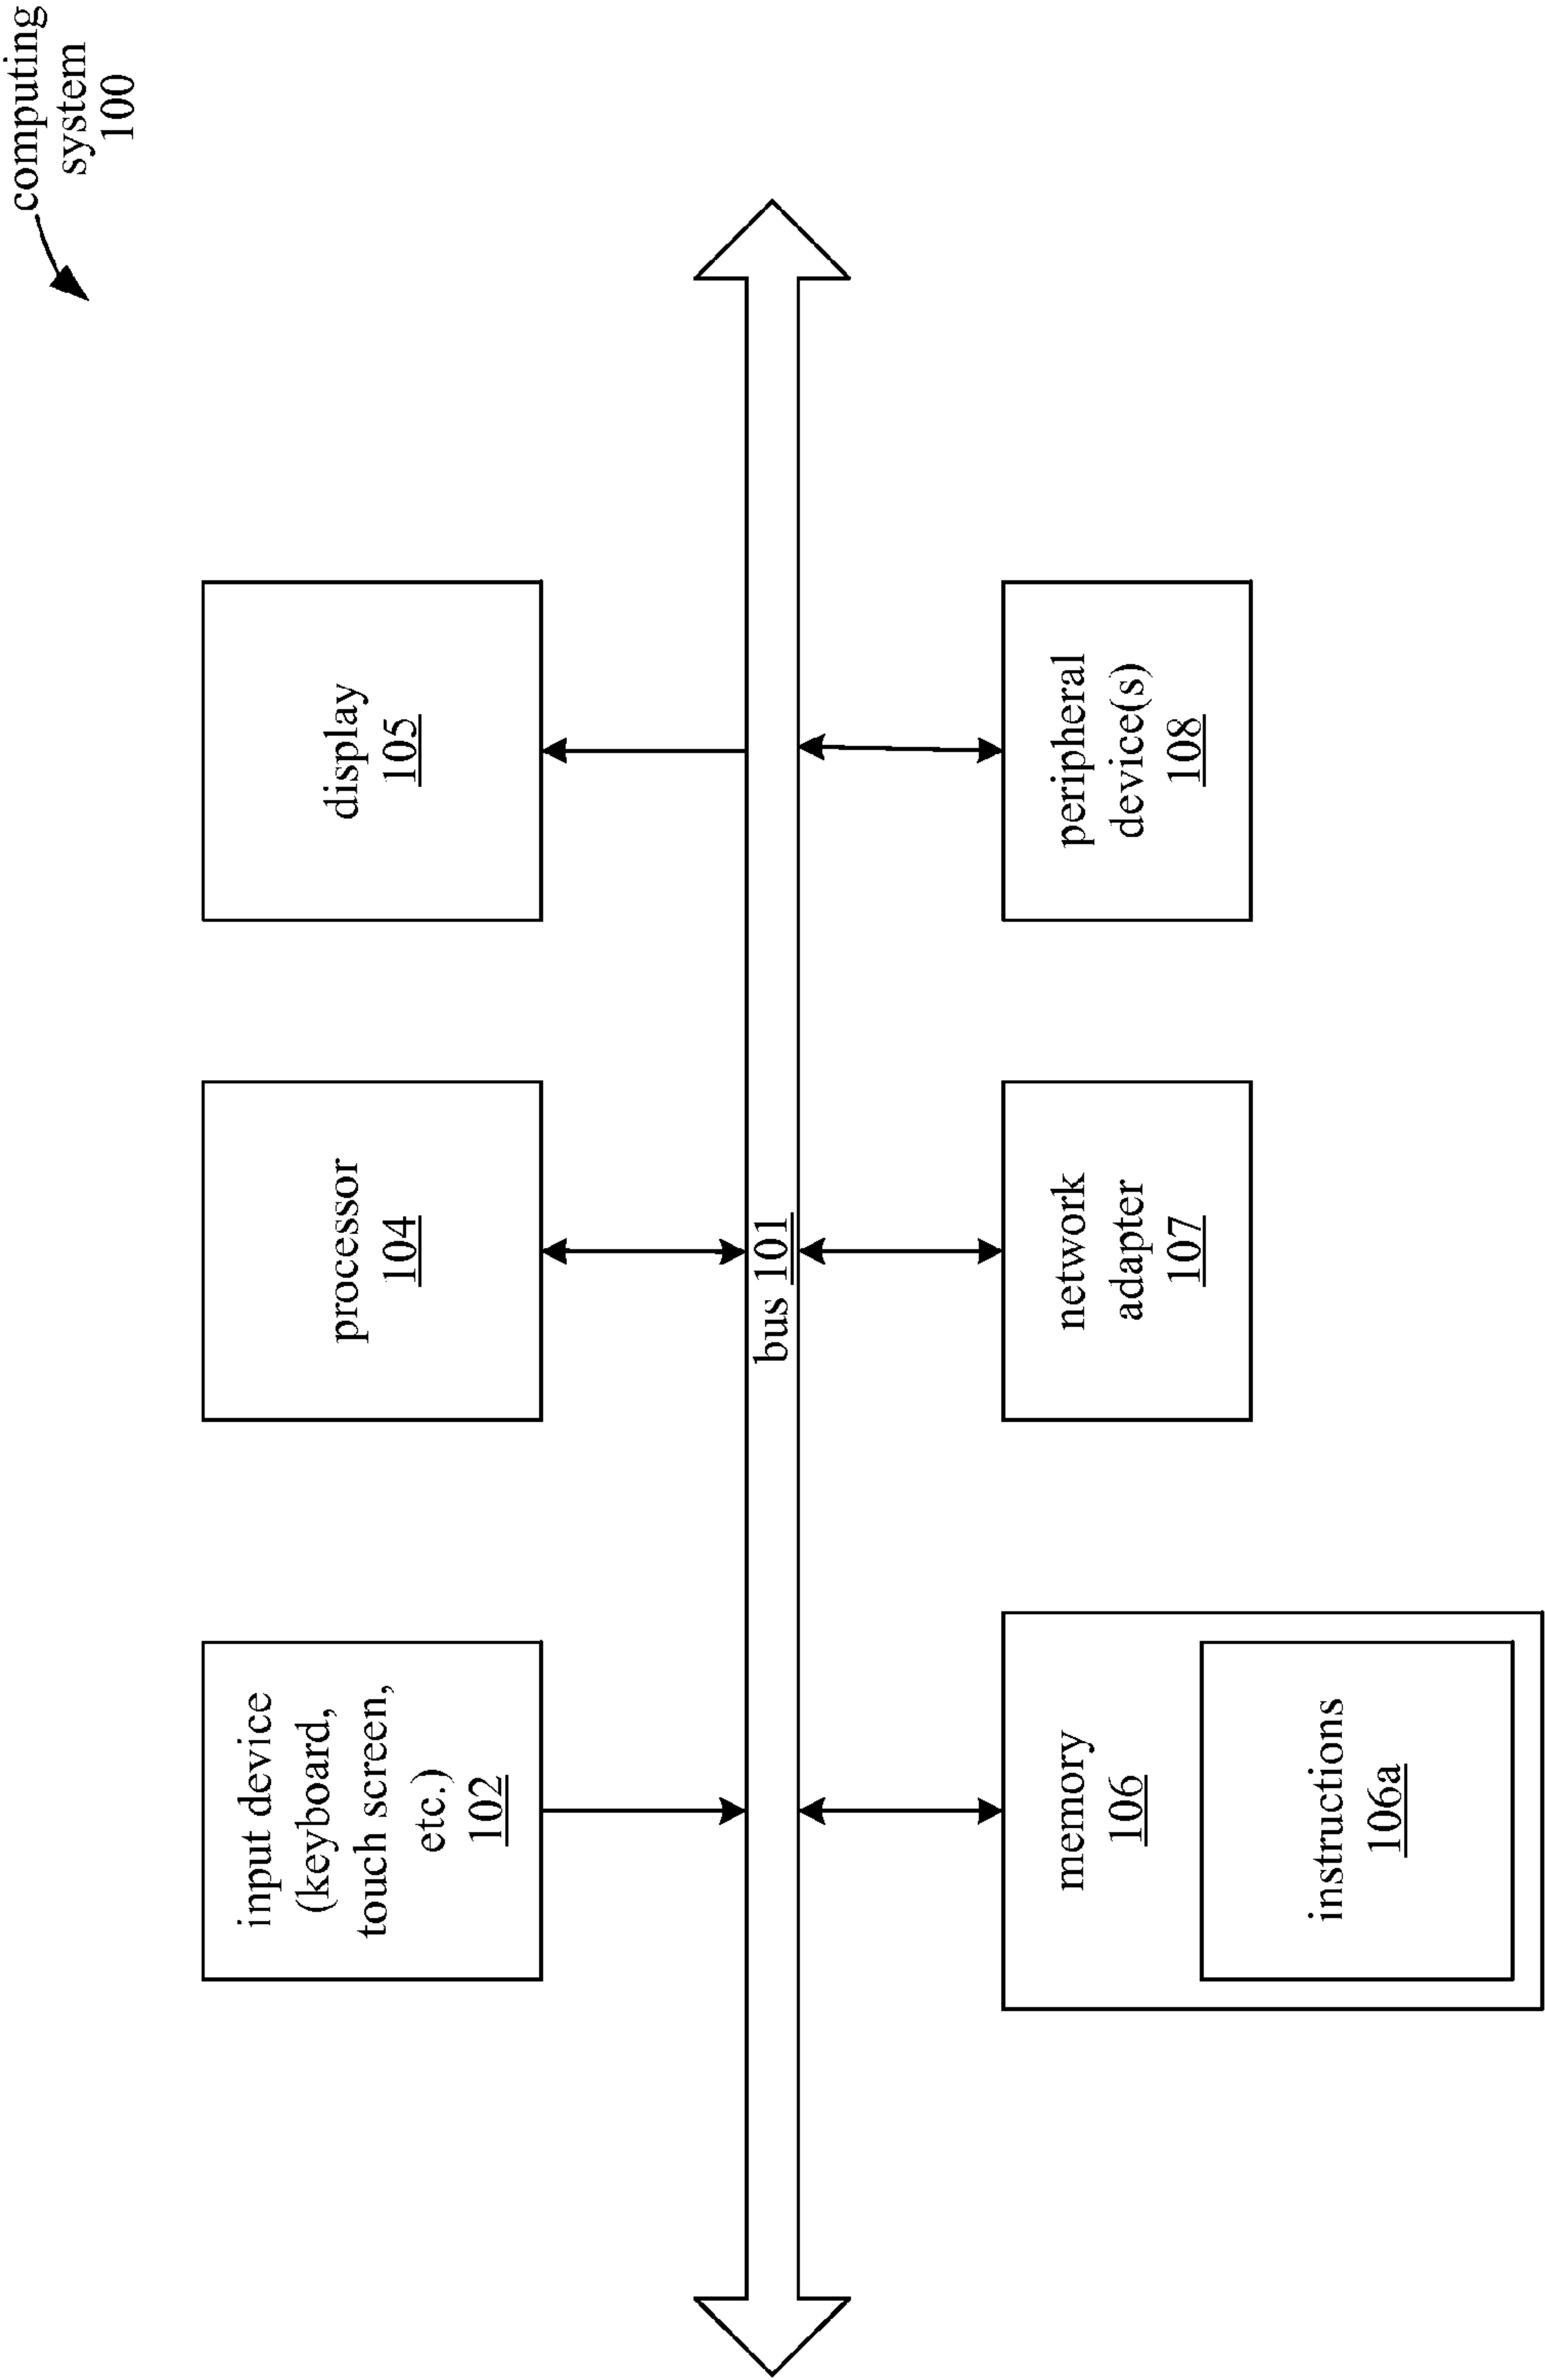 computing
system
100
input device
(keyboard,
touch screen,
etc.)
102
processor
104
display
105
bus 101
memory
106
instructions
106a
network
adapter
107
peripheral
device(s)
108